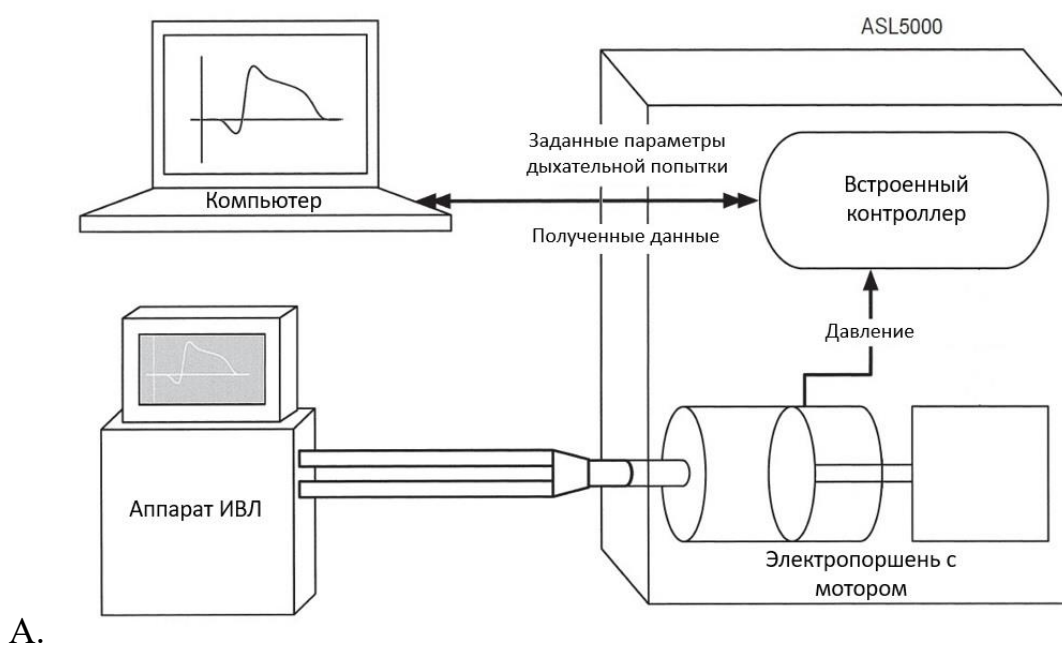 ASL5000
Заданные параметры
дыхательной попытки
Компьютер
Встроенный
контроллер
Полученные данные
Давление
Аппарат ИВЛ
Электропоршень с
мотором
А.